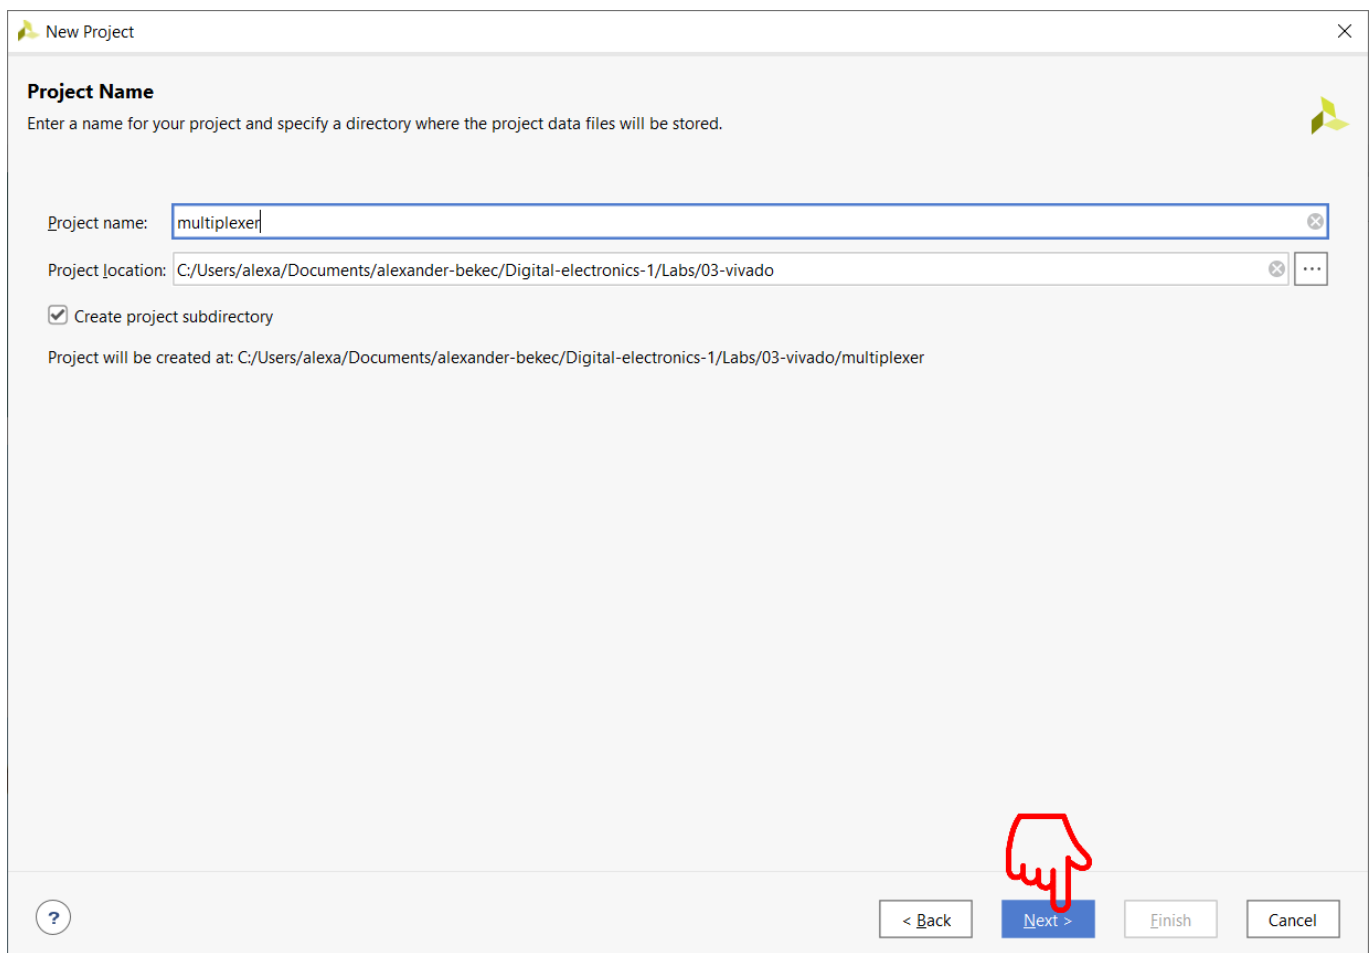 New Project
Project Name
Enter a name for your project and specify a directory where the project data files will be stored.
Project name: multiplexer
Project location: C:/Users/alexa/Documents/alexander-bekec/Digital-electronics-1/Labs/03-vivado ...
Create project subdirectory
Project will be created at: C:/Users/alexa/Documents/alexander-bekec/Digital-electronics-1/Labs/03-vivado/multiplexer
? < Back Next > Finish Cancel